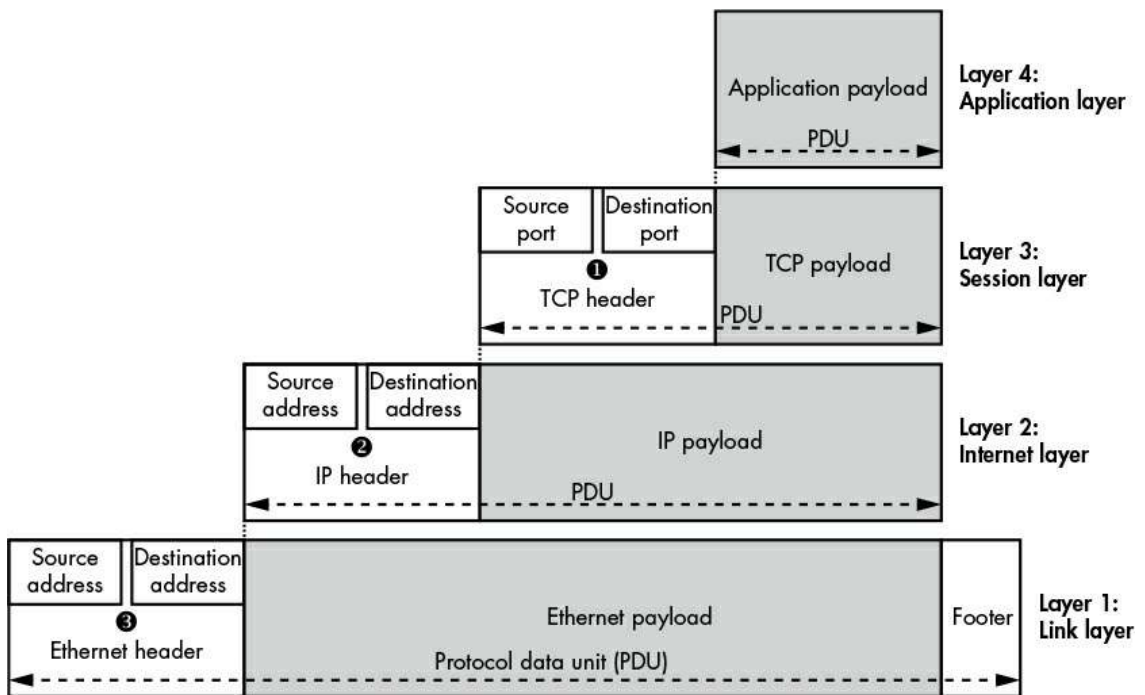 Application payload
PDU
Layer 4:
Application layer
Source
port
Destination
port
❶
TCP header
TCP payload
PDU
Layer 3:
Session layer
Source
address
Destination
address
❷
IP header
IP payload
PDU
Layer 2:
Internet layer
Source
address
Destination
address
❸
Ethernet header
Ethernet payload
Protocol data unit (PDU)
Footer
Layer 1:
Link layer